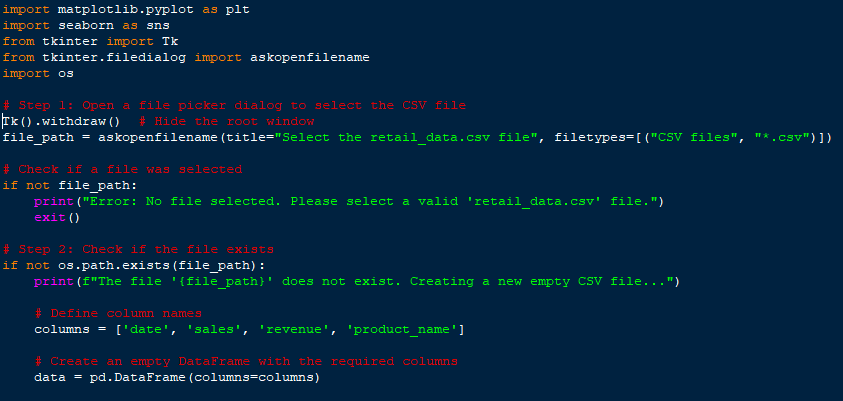 import matplotlib.pyplot as plt
import seaborn as sns
from tkinter import Tk
from tkinter.filedialog import askopenfilename
import os
# Step 1: Open a file picker dialog to select the CSV file
Tk().withdraw()  # Hide the root window
file_path = askopenfilename(title="Select the retail_data.csv file", filetypes=[("CSV files", "*.csv")])
# Check if a file was selected
if not file_path:
    print("Error: No file selected. Please select a valid 'retail_data.csv' file.")
    exit()
# Step 2: Check if the file exists
if not os.path.exists(file_path):
    print(f"The file '{file_path}' does not exist. Creating a new empty CSV file...")
    # Define column names
    columns = ['date', 'sales', 'revenue', 'product_name']
    # Create an empty DataFrame with the required columns
    data = pd.DataFrame(columns=columns)